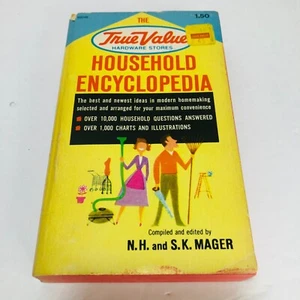 THE
1.50
True Value
HARDWARE STORES
HOUSEHOLD
ENCYCLOPEDIA
The best and newest ideas in modern homemaking
selected and arranged for your maximum convenience
OVER 10,000 HOUSEHOLD QUESTIONS ANSWERED
OVER 1,000 CHARTS AND ILLUSTRATIONS
Compiled and edited by
N.H. and S.K. MAGER